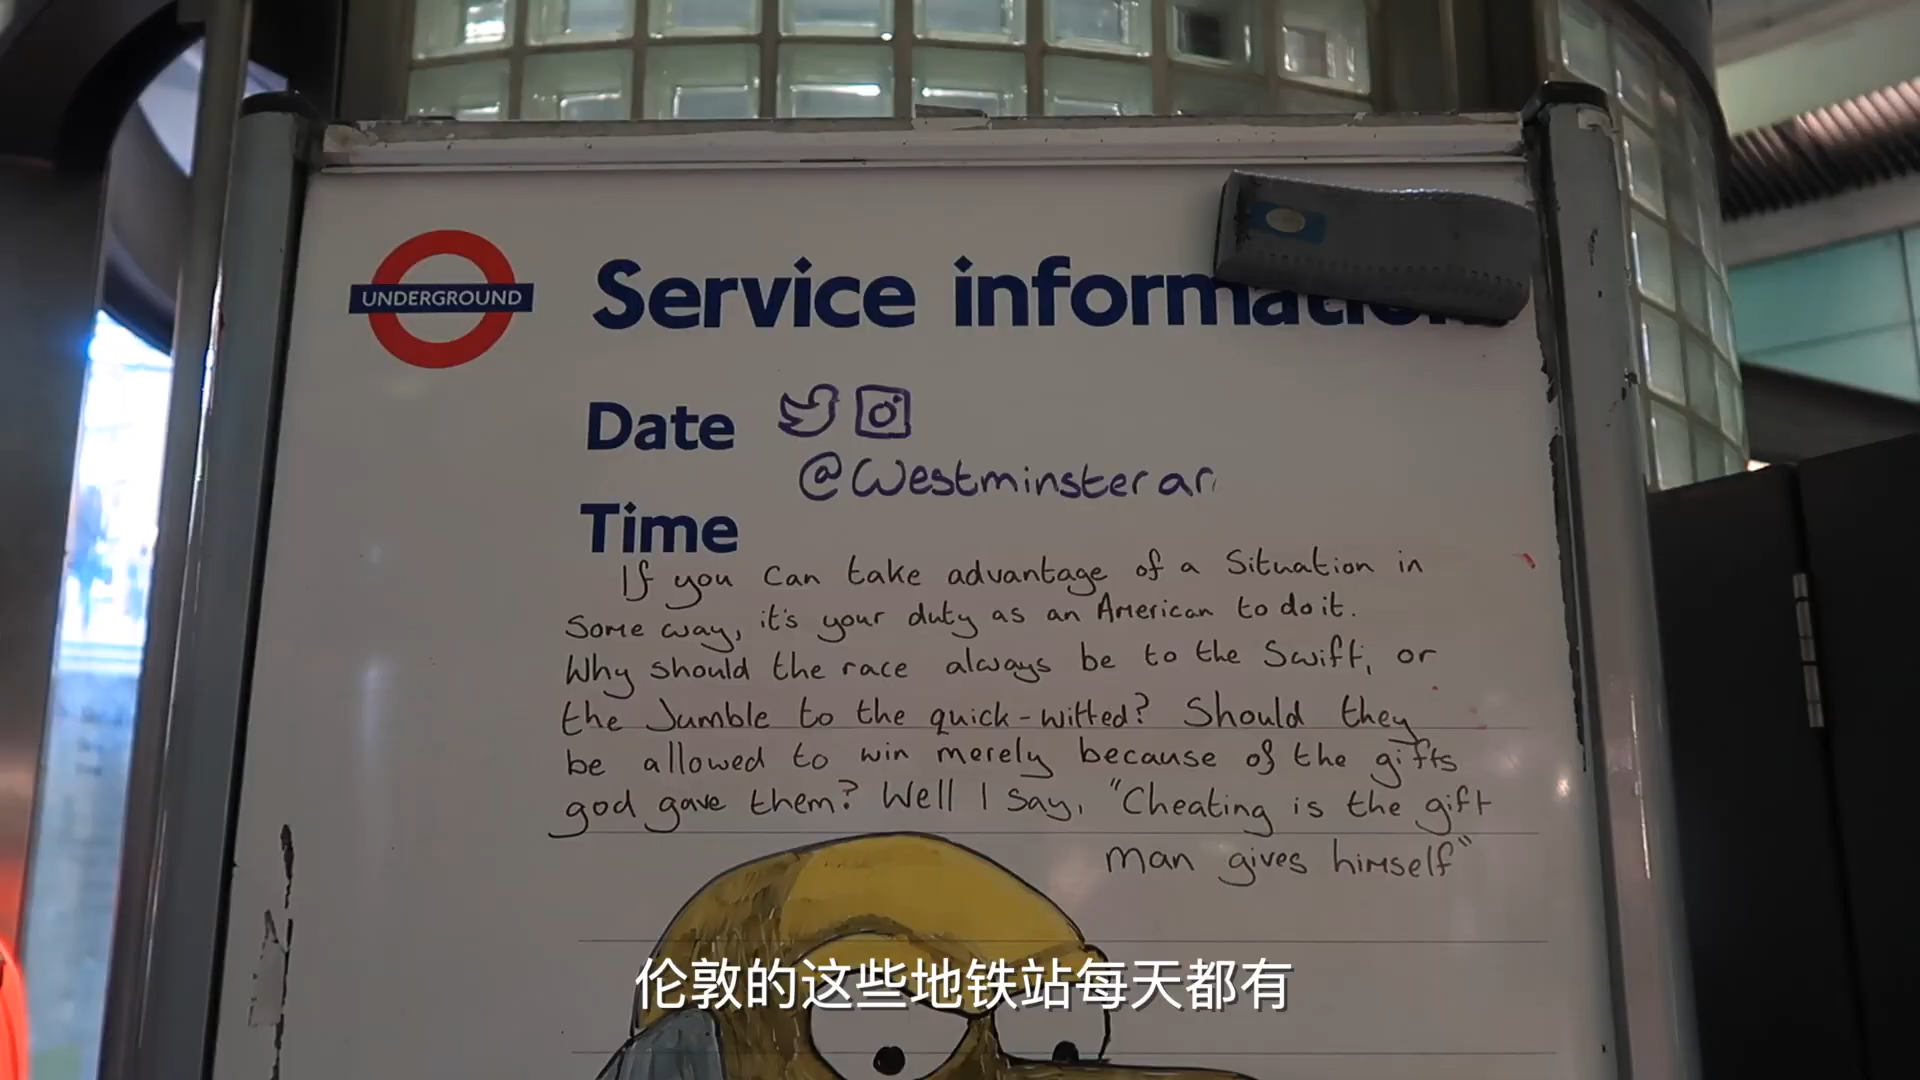 UNDERGROUND
Service information
Date
@Westminster ar
Time
If you can take advantage of a Situation in
Some way, it's your duty as an American to do it.
Why should the race always be to the Swift, or
the Jumble to the quick-witted? Should they
be allowed to win merely because of the gifts
god gave them? Well I say, "Cheating is the gift
man gives himself"
伦敦的这些地铁站每天都有